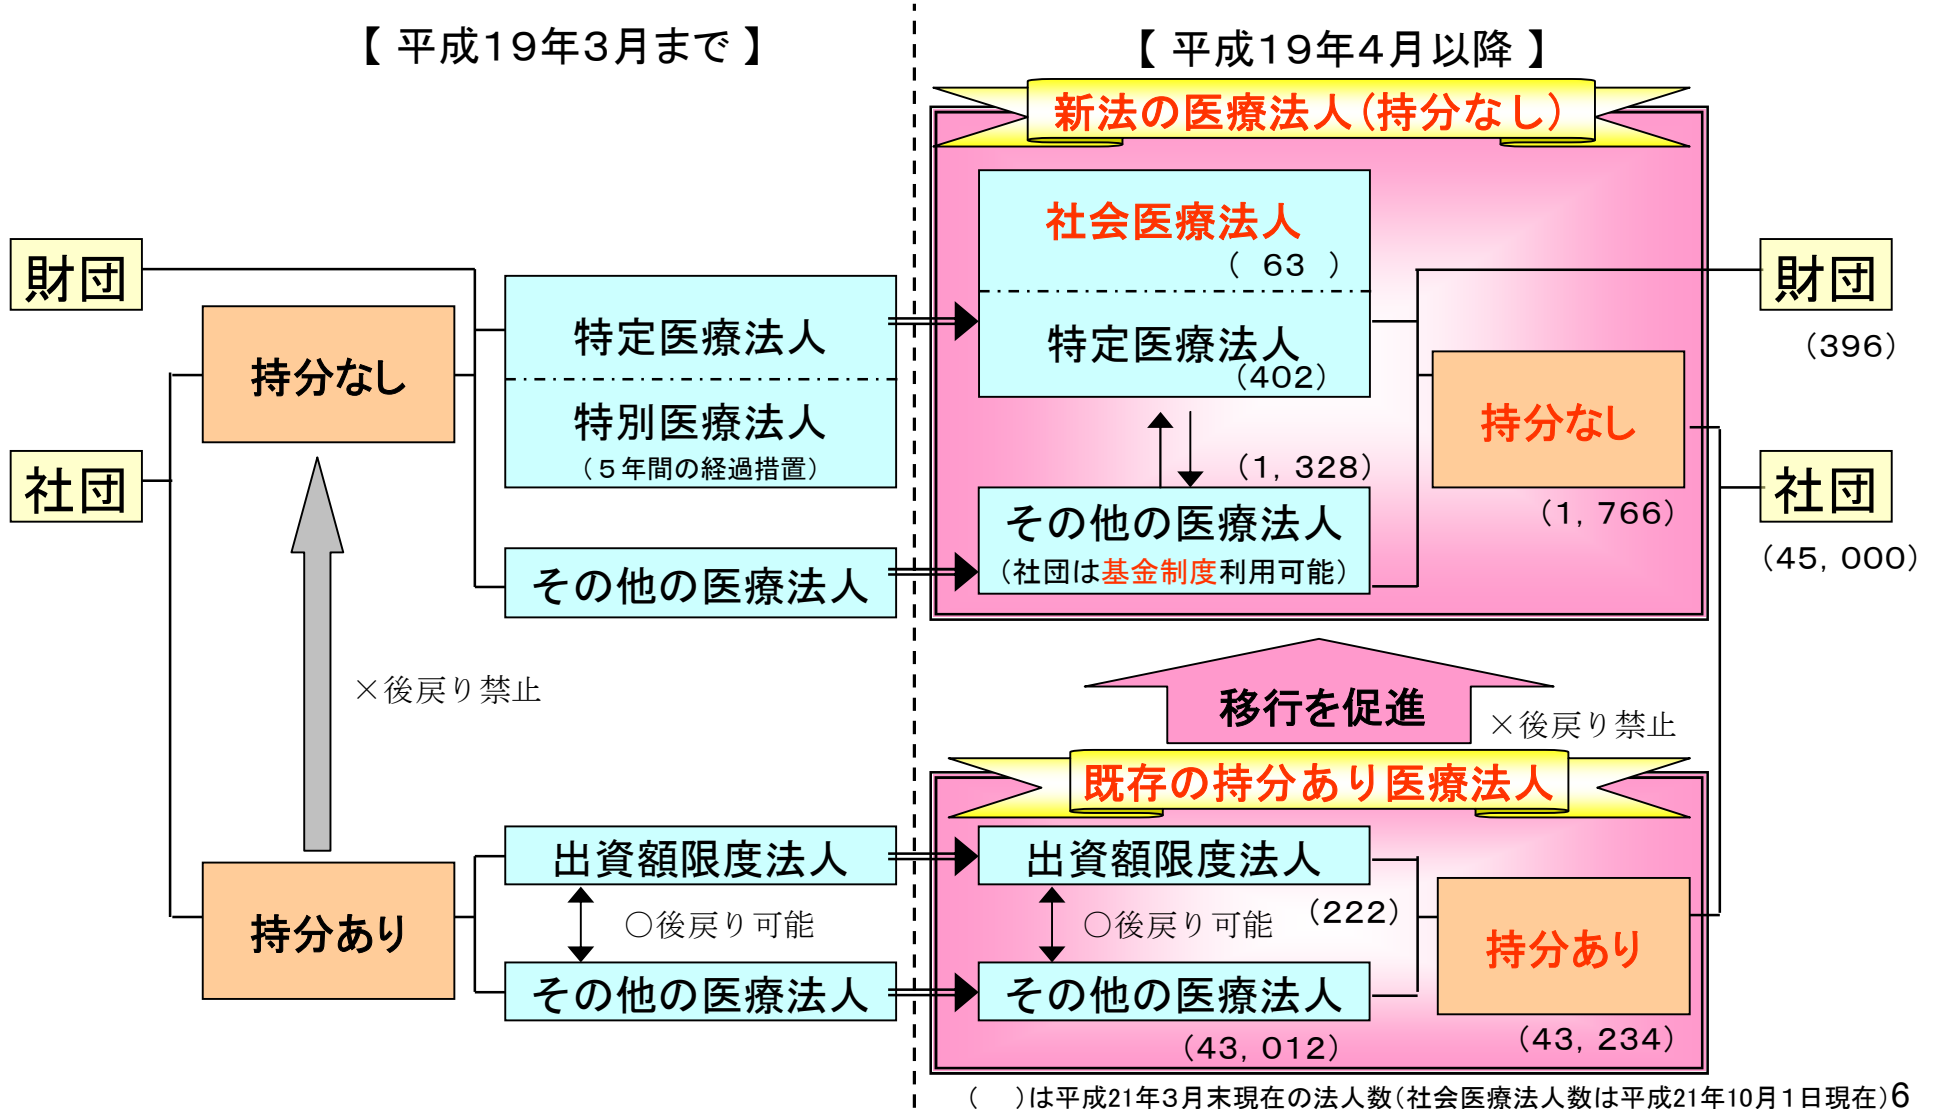 【 平成19年3月まで 】
財団
社団
持分なし
特定医療法人
特別医療法人
（５年間の経過措置）
その他の医療法人
×後戻り禁止
持分あり
出資額限度法人
○後戻り可能
その他の医療法人
【 平成19年4月以降 】
新法の医療法人（持分なし）
社会医療法人
（ 63 ）
特定医療法人
（402）
（1，328）
その他の医療法人
（社団は基金制度利用可能）
持分なし
（1，766）
財団
（396）
社団
（45，000）
移行を促進
×後戻り禁止
既存の持分あり医療法人
出資額限度法人
○後戻り可能
（222）
その他の医療法人
（43，012）
持分あり
（43，234）
（　）は平成21年3月末現在の法人数（社会医療法人数は平成21年10月1日現在）6